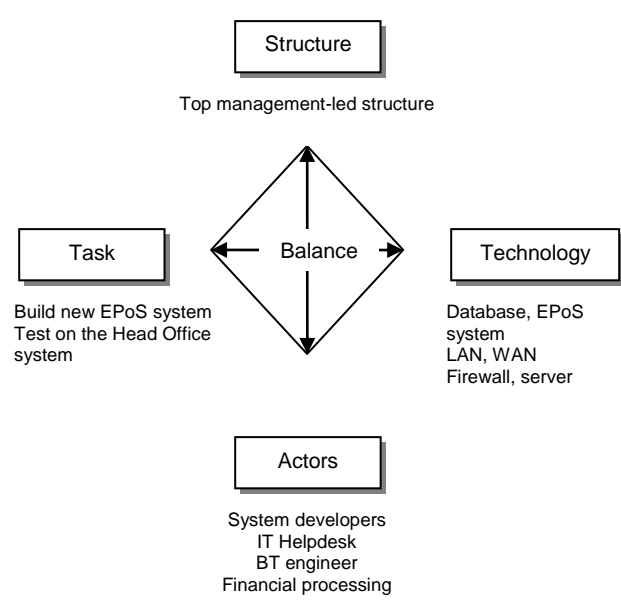 Structure
Top management-led structure
Task
Balance
Technology
Build new EPoS system
Test on the Head Office
system
Database, EPoS
system
LAN, WAN
Firewall, server
Actors
System developers
IT Helpdesk
BT engineer
Financial processing